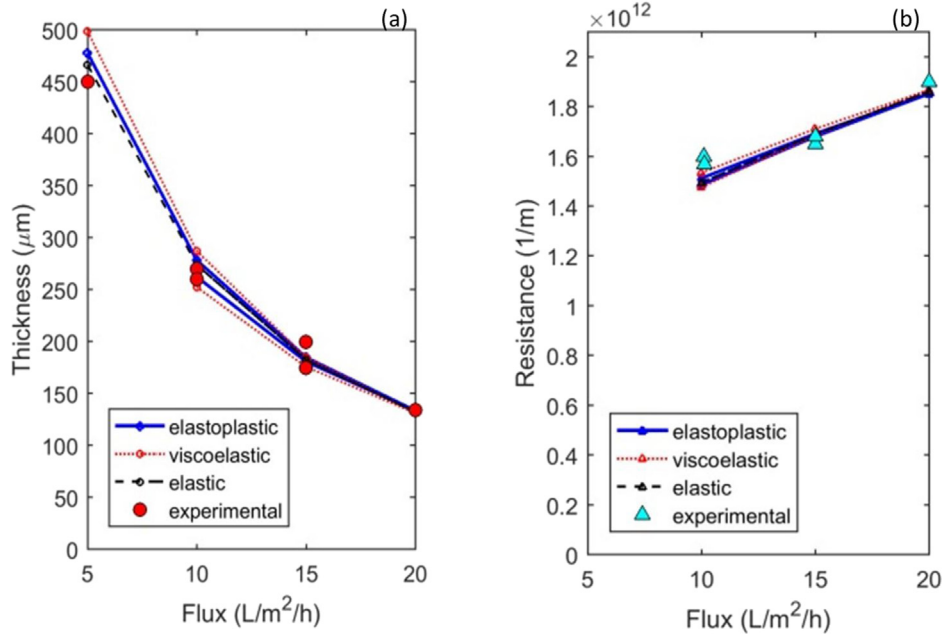 (a)
500
450
400
350
300
250
200
150
100
50
0
Thickness (μm)
elastoplastic
viscoelastic
elastic
experimental
5 10 15 20
Flux (L/m²/h)
×10¹² (b)
2
1.8
1.6
1.4
1.2
1
0.8
0.6
0.4
0.2
0
Resistance (1/m)
elastoplastic
viscoelastic
elastic
experimental
5 10 15 20
Flux (L/m²/h)